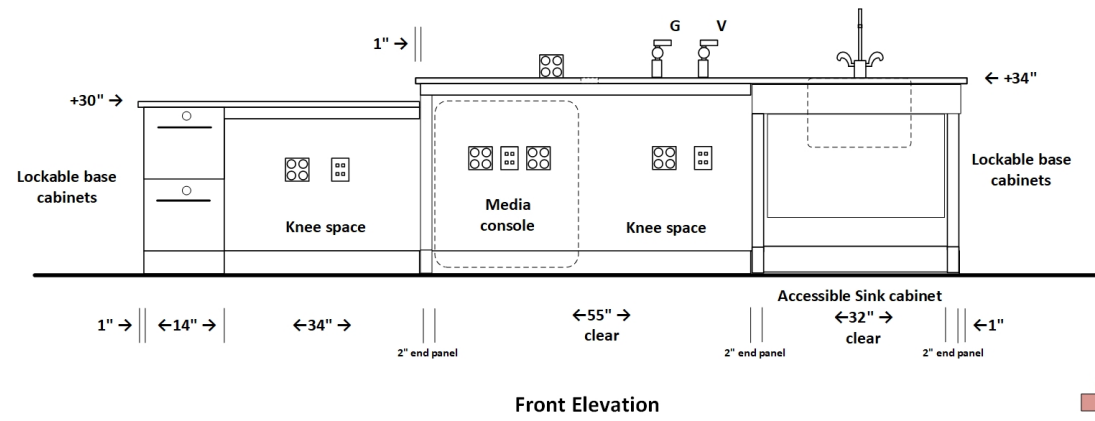 G V
1" →
+30" →
← +34"
Lockable base
cabinets
Lockable base
cabinets
Media
console
Knee space
Knee space
Accessible Sink cabinet
1" →
←14"→
←34"→
←55" →
clear
←32" →
clear
←1"
2" end panel
2" end panel
2" end panel
Front Elevation